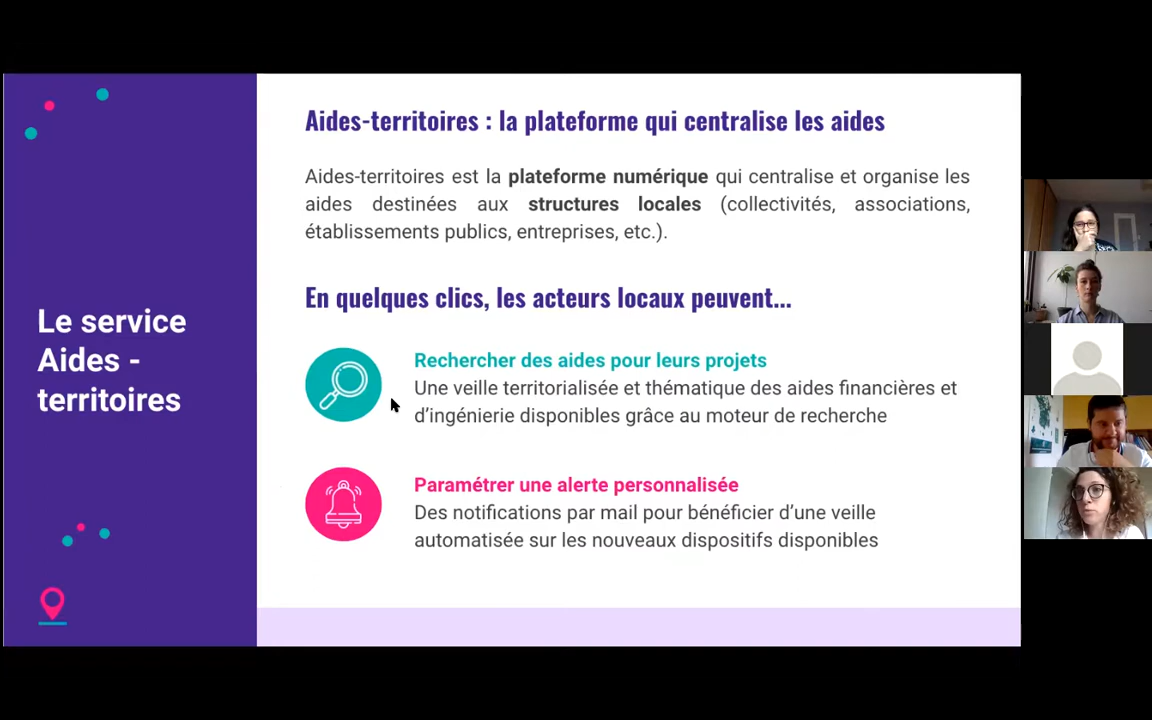 Le service
Aides -
territoires
Aides-territoires : la plateforme qui centralise les aides
Aides-territoires est la plateforme numérique qui centralise et organise les
aides destinées aux structures locales (collectivités, associations,
établissements publics, entreprises, etc.).
En quelques clics, les acteurs locaux peuvent...
Rechercher des aides pour leurs projets
Une veille territorialisée et thématique des aides financières et
d’ingénierie disponibles grâce au moteur de recherche
Paramétrer une alerte personnalisée
Des notifications par mail pour bénéficier d’une veille
automatisée sur les nouveaux dispositifs disponibles